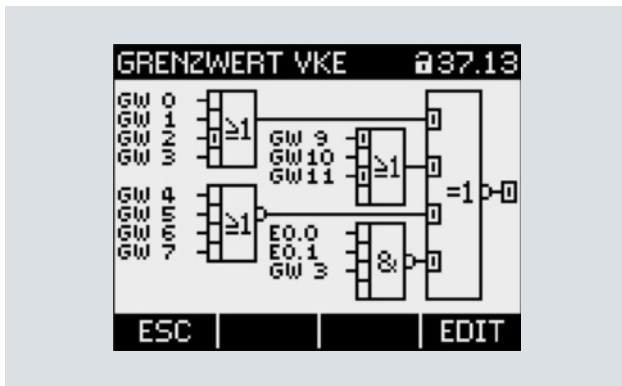 GRENZWERT VKE 37.13
GW 0
GW 1
GW 2
GW 3
≥1
GW 9
GW10
GW11
≥1
GW 4
GW 5
GW 6
GW 7
≥1
E0.0
E0.1
GW 3
&
=1
ESC EDIT